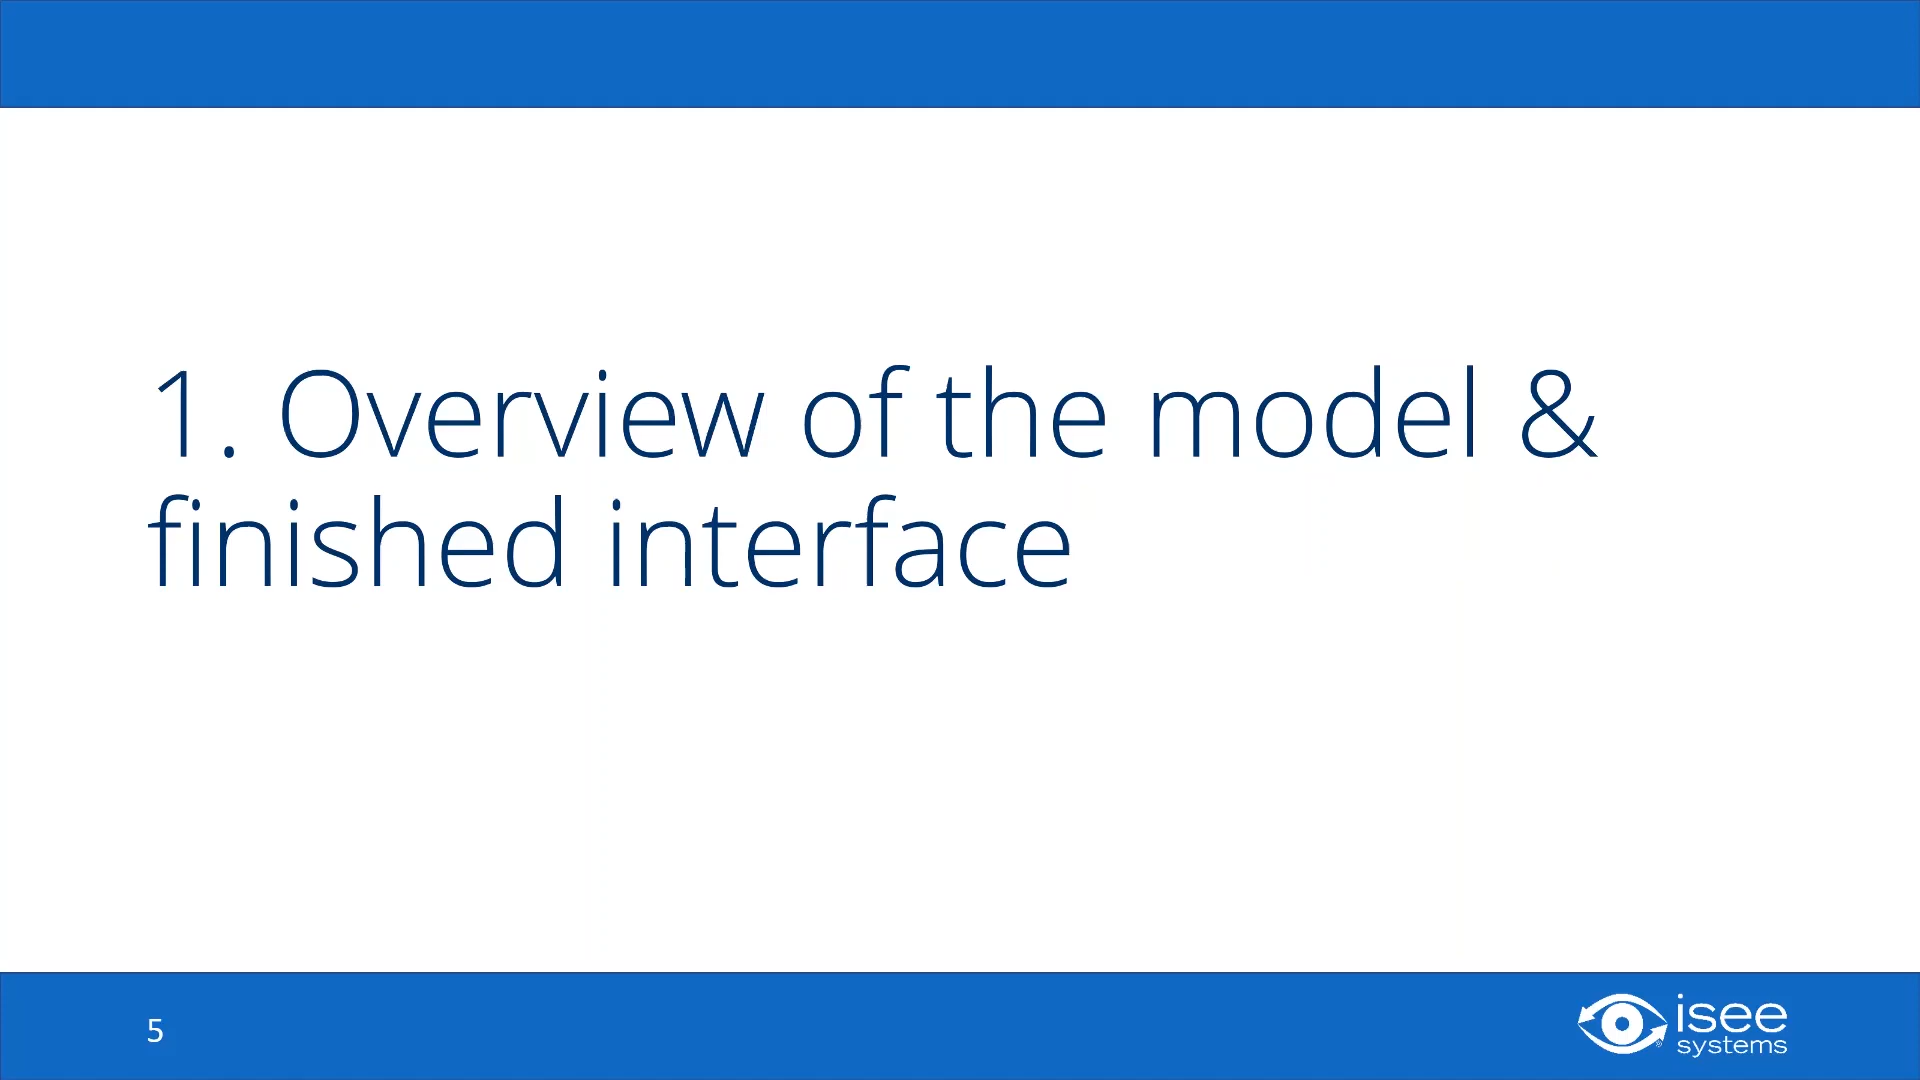 1. Overview of the model &
finished interface
5
isee
systems